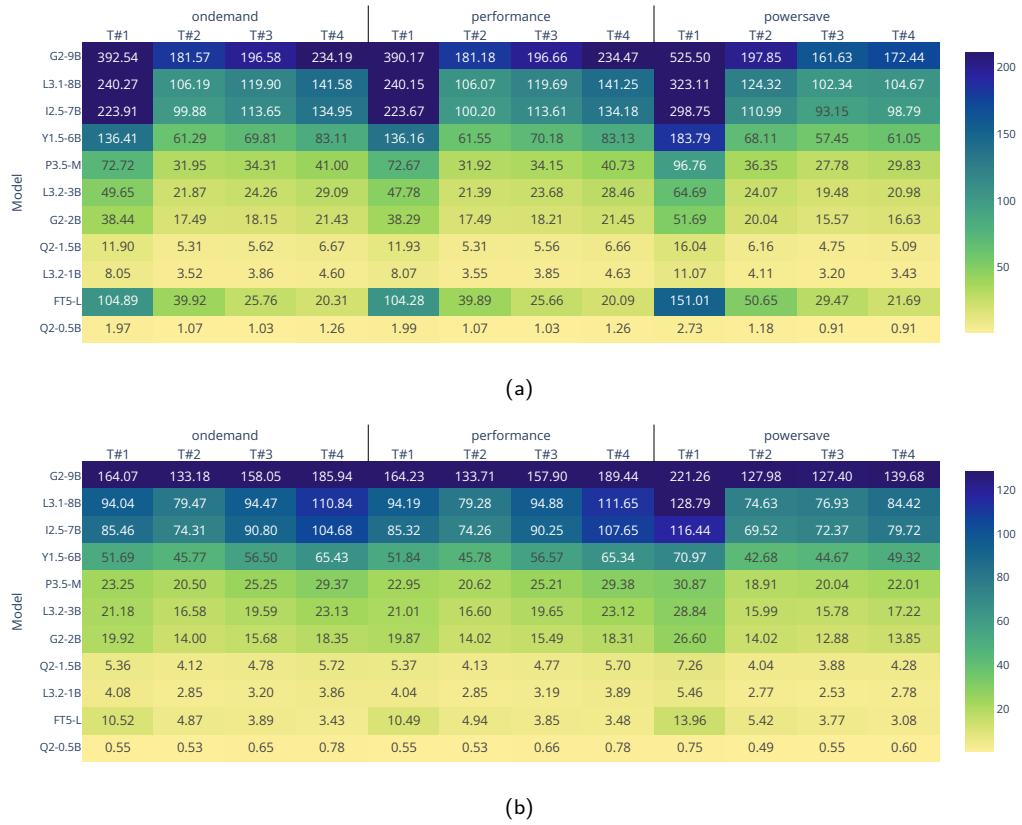 ondemand performance powersave
T#1 T#2 T#3 T#4 T#1 T#2 T#3 T#4 T#1 T#2 T#3 T#4
G2-9B 392.54 181.57 196.58 234.19 390.17 181.18 196.66 234.47 525.50 197.85 161.63 172.44
L3.1-8B 240.27 106.19 119.90 141.58 240.15 106.07 119.69 141.25 323.11 124.32 102.34 104.67
I2.5-7B 223.91 99.88 113.65 134.95 223.67 100.20 113.61 134.18 298.75 110.99 93.15 98.79
Y1.5-6B 136.41 61.29 69.81 83.11 136.16 61.55 70.18 83.13 183.79 68.11 57.45 61.05
P3.5-M 72.72 31.95 34.31 41.00 72.67 31.92 34.15 40.73 96.76 36.35 27.78 29.83
L3.2-3B 49.65 21.87 24.26 29.09 47.78 21.39 23.68 28.46 64.69 24.07 19.48 20.98
G2-2B 38.44 17.49 18.15 21.43 38.29 17.49 18.21 21.45 51.69 20.04 15.57 16.63
Q2-1.5B 11.90 5.31 5.62 6.67 11.93 5.31 5.56 6.66 16.04 6.16 4.75 5.09
L3.2-1B 8.05 3.52 3.86 4.60 8.07 3.55 3.85 4.63 11.07 4.11 3.20 3.43
FT5-L 104.89 39.92 25.76 20.31 104.28 39.89 25.66 20.09 151.01 50.65 29.47 21.69
Q2-0.5B 1.97 1.07 1.03 1.26 1.99 1.07 1.03 1.26 2.73 1.18 0.91 0.91
Model
200
150
100
50
(a)
ondemand performance powersave
T#1 T#2 T#3 T#4 T#1 T#2 T#3 T#4 T#1 T#2 T#3 T#4
G2-9B 164.07 133.18 158.05 185.94 164.23 133.71 157.90 189.44 221.26 127.98 127.40 139.68
L3.1-8B 94.04 79.47 94.47 110.84 94.19 79.28 94.88 111.65 128.79 74.63 76.93 84.42
I2.5-7B 85.46 74.31 90.80 104.68 85.32 74.26 90.25 107.65 116.44 69.52 72.37 79.72
Y1.5-6B 51.69 45.77 56.50 65.43 51.84 45.78 56.57 65.34 70.97 42.68 44.67 49.32
P3.5-M 23.25 20.50 25.25 29.37 22.95 20.62 25.21 29.38 30.87 18.91 20.04 22.01
L3.2-3B 21.18 16.58 19.59 23.13 21.01 16.60 19.65 23.12 28.84 15.99 15.78 17.22
G2-2B 19.92 14.00 15.68 18.35 19.87 14.02 15.49 18.31 26.60 14.02 12.88 13.85
Q2-1.5B 5.36 4.12 4.78 5.72 5.37 4.13 4.77 5.70 7.26 4.04 3.88 4.28
L3.2-1B 4.08 2.85 3.20 3.86 4.04 2.85 3.19 3.89 5.46 2.77 2.53 2.78
FT5-L 10.52 4.87 3.89 3.43 10.49 4.94 3.85 3.48 13.96 5.42 3.77 3.08
Q2-0.5B 0.55 0.53 0.65 0.78 0.55 0.53 0.66 0.78 0.75 0.49 0.55 0.60
Model
120
100
80
60
40
20
(b)